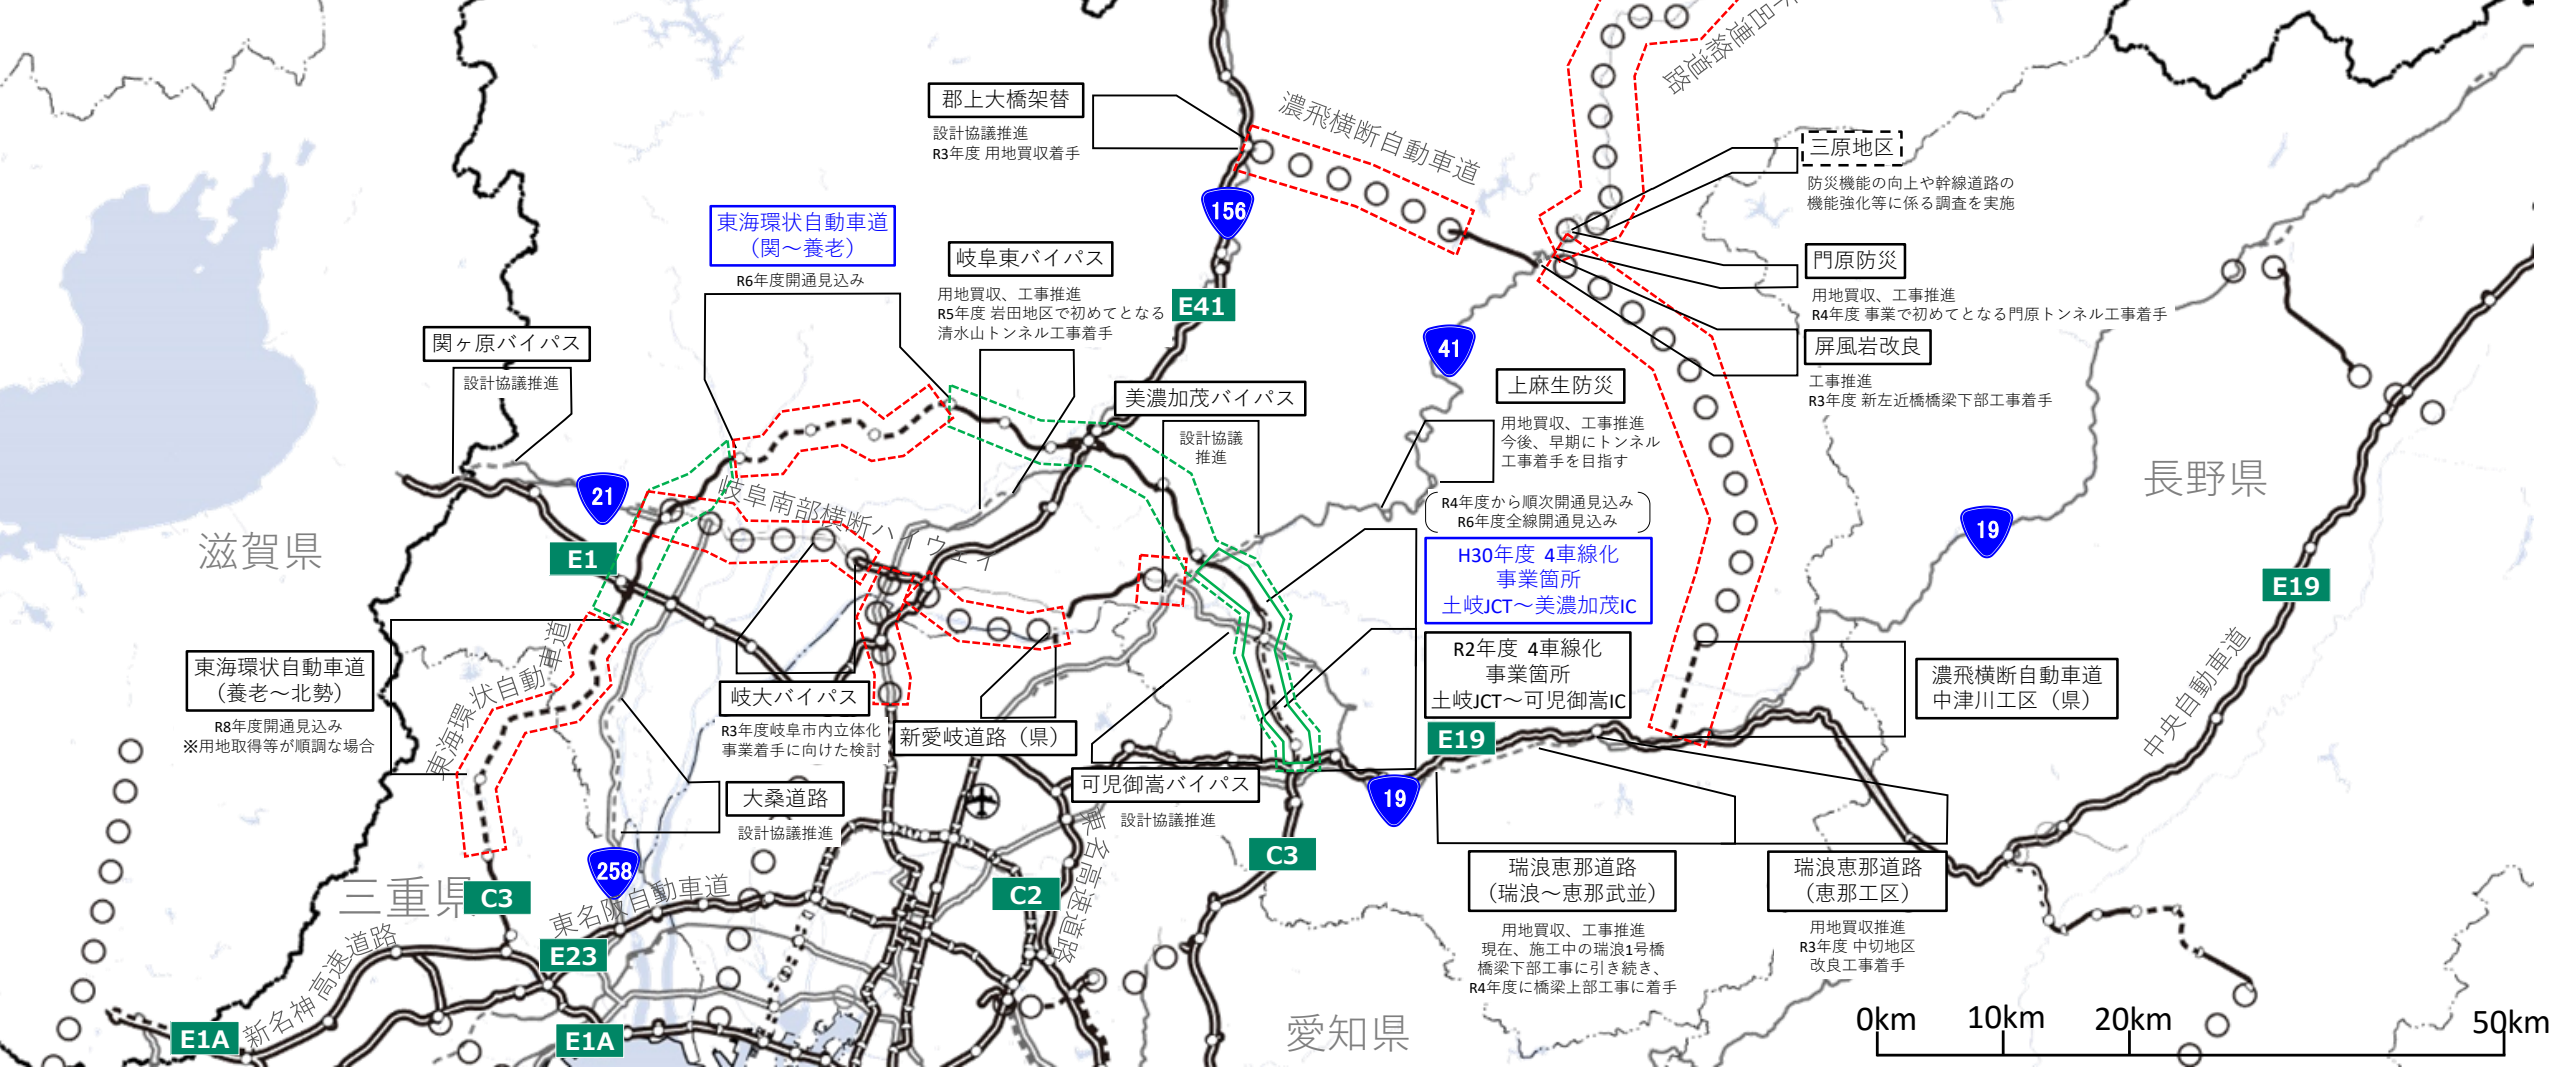 郡上大橋架替
設計協議推進
R3年度 用地買収着手
濃飛横断自動車道
連絡道路
三原地区
防災機能の向上や幹線道路の
機能強化等に係る調査を実施
156
東海環状自動車道
（関～養老）
R6年度開通見込み
岐阜東バイパス
用地買収、工事推進
R5年度 岩田地区で初めてとなる
清水山トンネル工事着手
E41
門原防災
用地買収、工事推進
R4年度 事業で初めてとなる門原トンネル工事着手
関ヶ原バイパス
設計協議推進
41
屏風岩改良
工事推進
R3年度 新左近橋橋梁下部工事着手
美濃加茂バイパス
設計協議
推進
上麻生防災
用地買収、工事推進
今後、早期にトンネル
工事着手を目指す
21
岐阜南部横断ハイウェイ
R4年度から順次開通見込み
R6年度全線開通見込み
長野県
19
滋賀県
E1
H30年度 4車線化
事業箇所
土岐JCT～美濃加茂IC
E19
東海環状自動車道
（養老～北勢）
R8年度開通見込み
※用地取得等が順調な場合
東海環状自動車道
R2年度 4車線化
事業箇所
土岐JCT～可児御嵩IC
濃飛横断自動車道
中津川工区（県）
中央自動車道
岐大バイパス
R3年度岐阜市内立体化
事業着手に向けた検討
新愛岐道路（県）
E19
可児御嵩バイパス
設計協議推進
19
大桑道路
設計協議推進
東名高速道路
258
C3
瑞浪恵那道路
（瑞浪～恵那武並）
用地買収、工事推進
現在、施工中の瑞浪1号橋
橋梁下部工事に引き続き、
R4年度に橋梁上部工事に着手
瑞浪恵那道路
（恵那工区）
用地買収推進
R3年度 中切地区
改良工事着手
三重県
C3
東名阪自動車道
C2
E23
新名神高速道路
E1A
E1A
愛知県
0km
10km
20km
50km